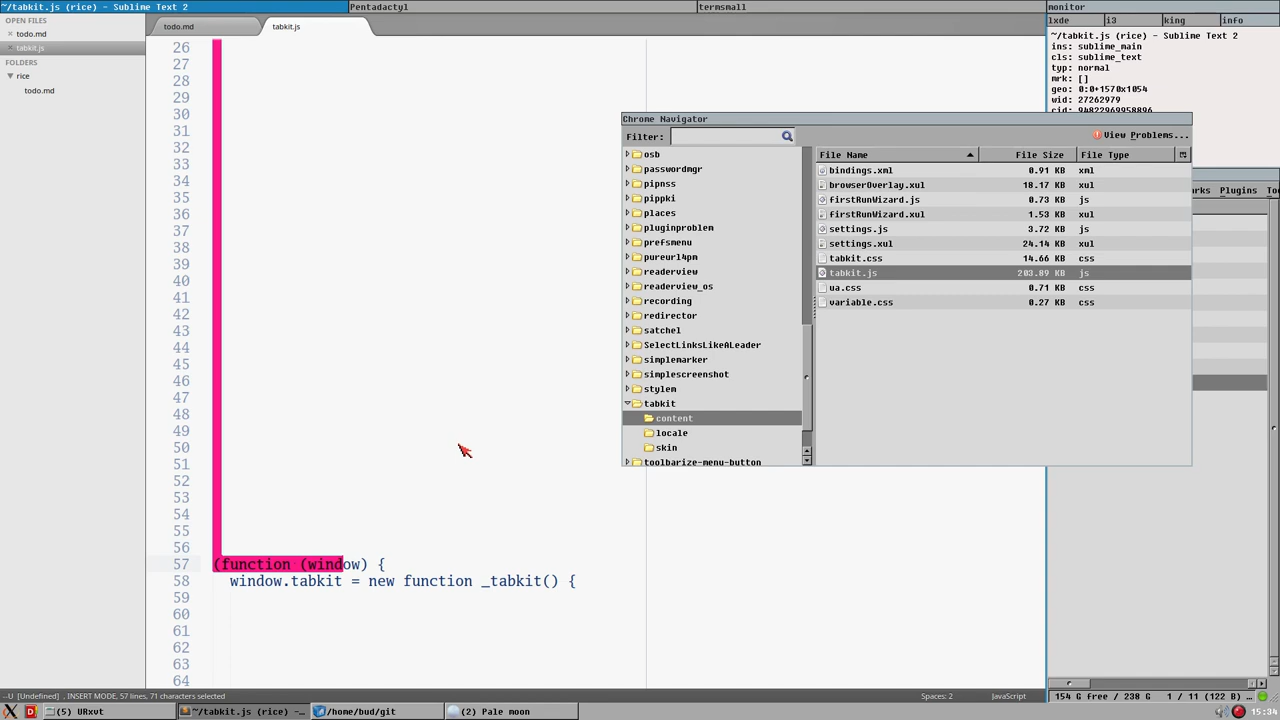 ~/tabkit.js (rice) - Sublime Text 2
Pentadactyl
termsmall
monitor
OPEN FILES
todo.md
tabkit.js
FOLDERS
rice
todo.md
todo.md
tabkit.js
lxde
i3
king
info
~/tabkit.js (rice) - Sublime Text 2
ins: sublime_main
cls: sublime_text
typ: normal
mrk: []
geo: 0:0+1570x1054
wid: 27262979
cid: 94822969958896
26
27
28
29
30
31
32
33
34
35
36
37
38
39
40
41
42
43
44
45
46
47
48
49
50
51
52
53
54
55
56
57 (function (window) {
58 window.tabkit = new function _tabkit() {
59
60
61
62
63
64
Chrome Navigator
Filter:
View Problems...
osb
passwordmgr
pipnss
pippki
places
pluginproblem
prefsmenu
pureurl4pm
readerview
readerview_os
recording
redirector
satchel
SelectLinksLikeALeader
simplemarker
simplescreenshot
stylem
tabkit
content
locale
skin
toolbarize-menu-button
File Name File Size File Type
bindings.xml 0.91 KB xml
browserOverlay.xul 18.17 KB xul
firstRunWizard.js 0.73 KB js
firstRunWizard.xul 1.53 KB xul
settings.js 3.72 KB js
settings.xul 24.14 KB xul
tabkit.css 14.66 KB css
tabkit.js 203.89 KB js
ua.css 0.71 KB css
variable.css 0.27 KB css
rks Plugins To
--U [Undefined] , INSERT MODE, 57 lines, 71 characters selected
Spaces: 2
JavaScript
154 G free / 238 G
1 / 11 (122 B)
(5) URxvt
~/tabkit.js (rice) -...
/home/bud/git
(2) Pale moon
15:34